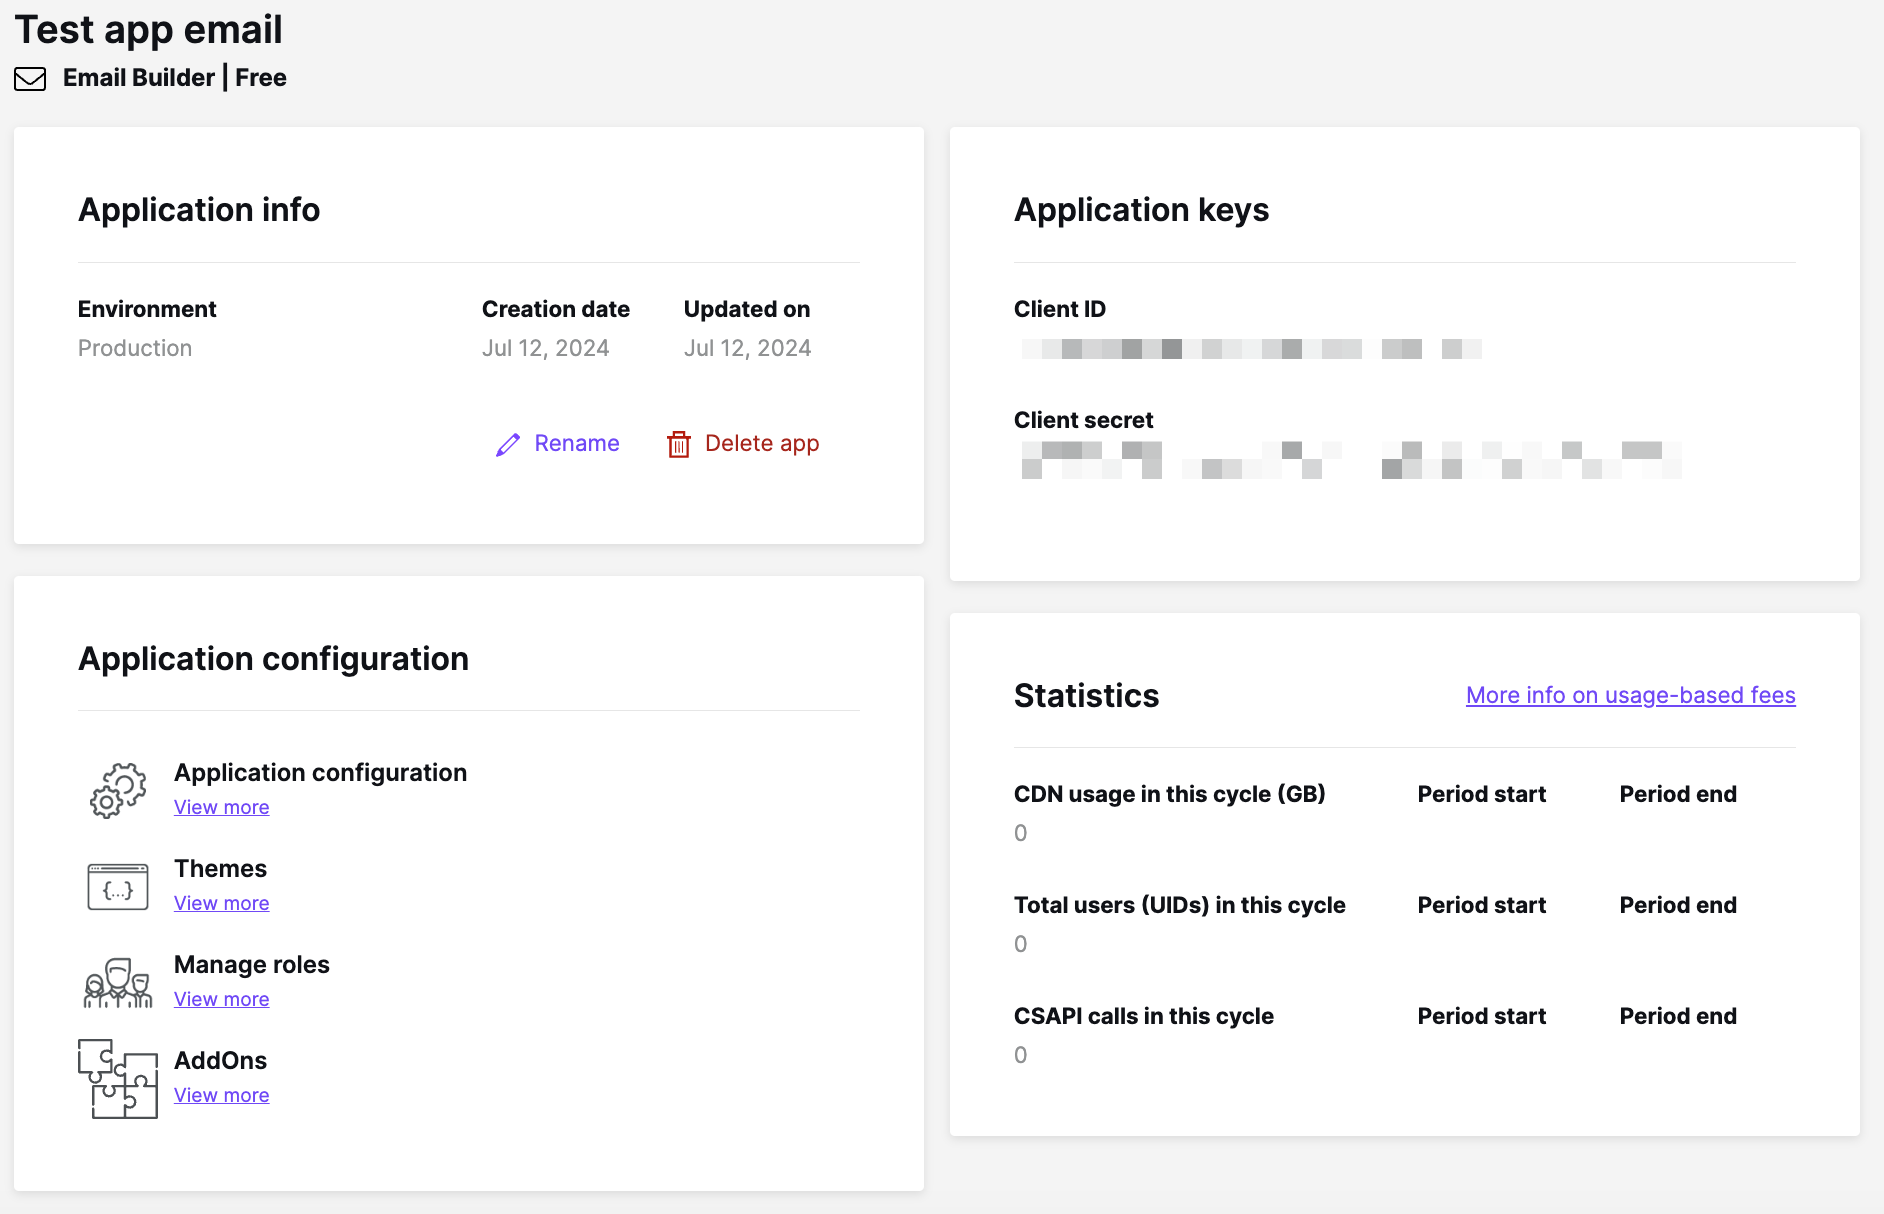 Test app email
Email Builder | Free
Application info
Environment
Creation date
Updated on
Production
Jul 12, 2024
Jul 12, 2024
Rename
Delete app
Application keys
Client ID
Client secret
Application configuration
Application configuration
View more
Themes
{...}
View more
Manage roles
View more
AddOns
View more
Statistics
More info on usage-based fees
CDN usage in this cycle (GB)
Period start
Period end
0
Total users (UIDs) in this cycle
Period start
Period end
0
CSAPI calls in this cycle
Period start
Period end
0